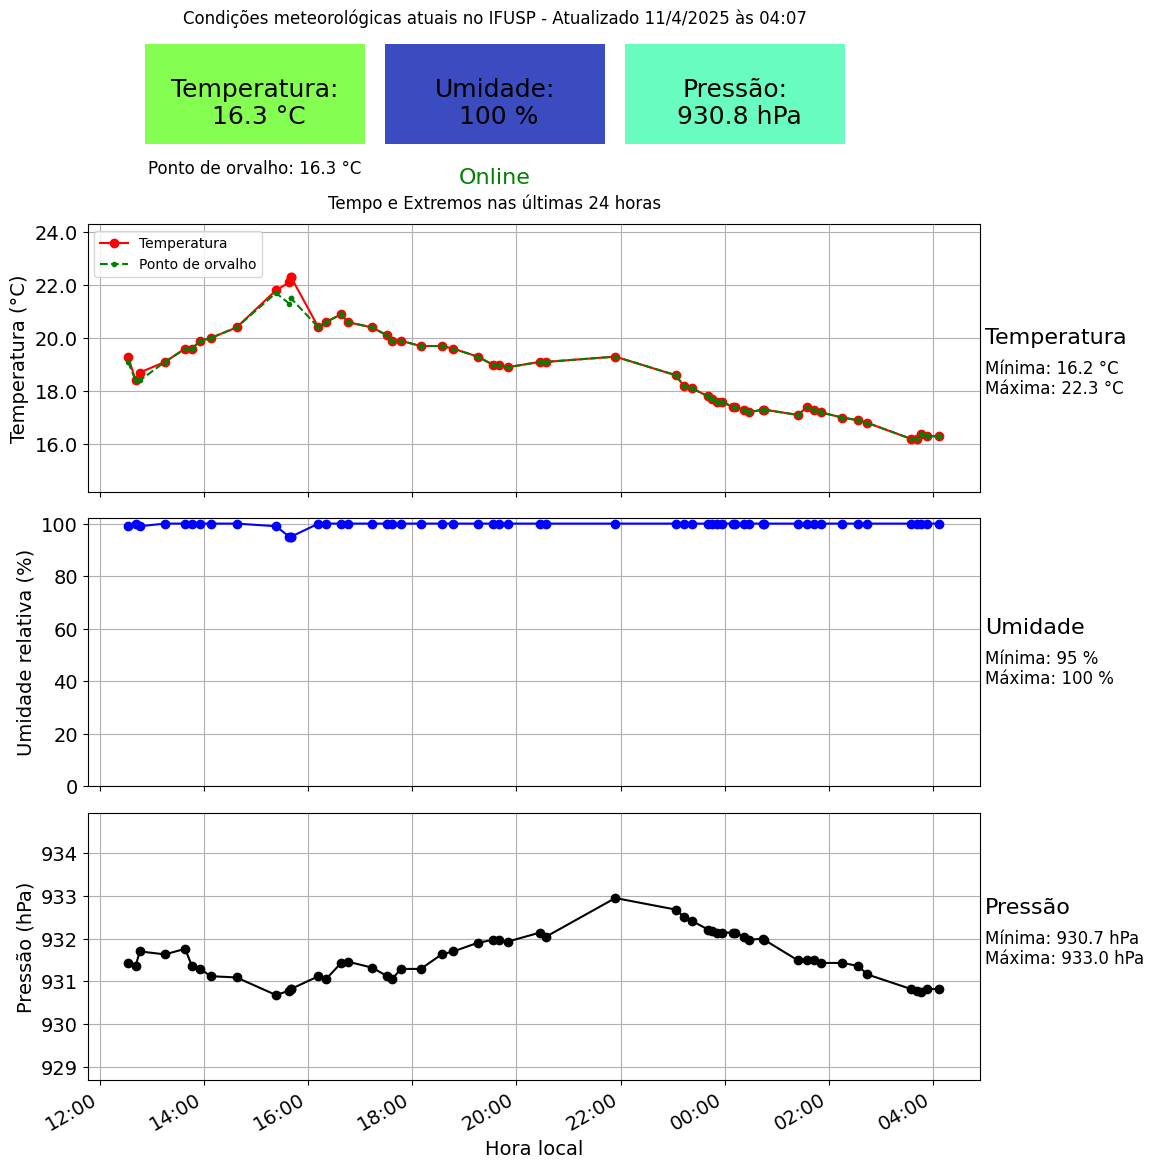 Condições meteorológicas atuais no IFUSP - Atualizado 11/4/2025 às 04:07
Temperatura:
16.3 °C
Umidade:
100 %
Pressão:
930.8 hPa
Ponto de orvalho: 16.3 °C
Online
Tempo e Extremos nas últimas 24 horas
Temperatura (°C)
24.0
22.0
20.0
18.0
16.0
Temperatura
Ponto de orvalho
Temperatura
Mínima: 16.2 °C
Máxima: 22.3 °C
Umidade relativa (%)
100
80
60
40
20
0
Umidade
Mínima: 95 %
Máxima: 100 %
Pressão (hPa)
934
933
932
931
930
929
Pressão
Mínima: 930.7 hPa
Máxima: 933.0 hPa
12:00
14:00
16:00
18:00
20:00
22:00
00:00
02:00
04:00
Hora local